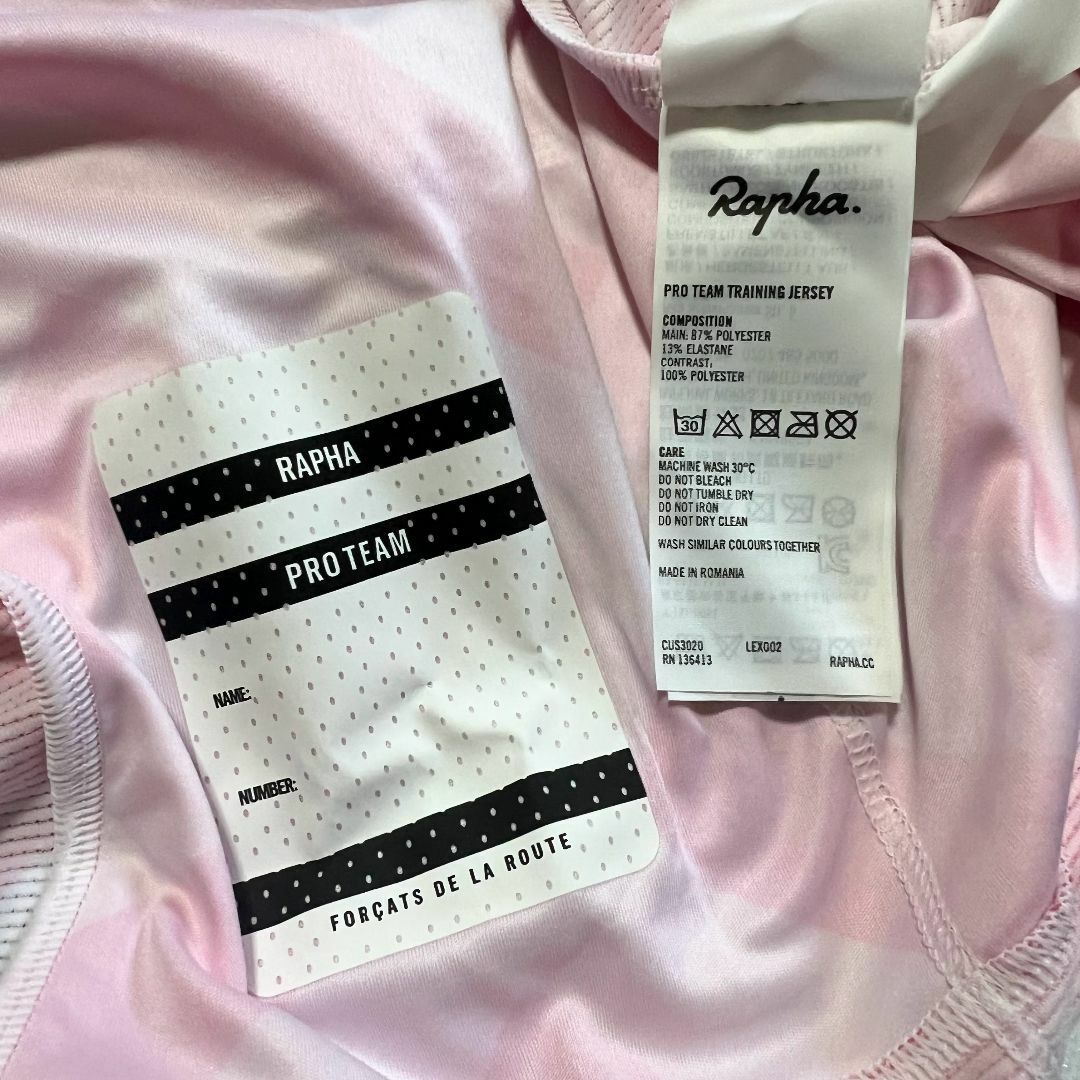 RAPHA
PRO TEAM
NAME:
NUMBER:
FORÇATS DE LA ROUTE
Rapha.
PRO TEAM TRAINING JERSEY
COMPOSITION
MAIN: 87% POLYESTER
13% ELASTANE
CONTRAST:
100% POLYESTER
30
CARE
MACHINE WASH 30°C
DO NOT BLEACH
DO NOT TUMBLE DRY
DO NOT IRON
DO NOT DRY CLEAN
WASH SIMILAR COLOURS TOGETHER
MADE IN ROMANIA
CUS3020 LEX002
RN 136413 RAPHA.CC